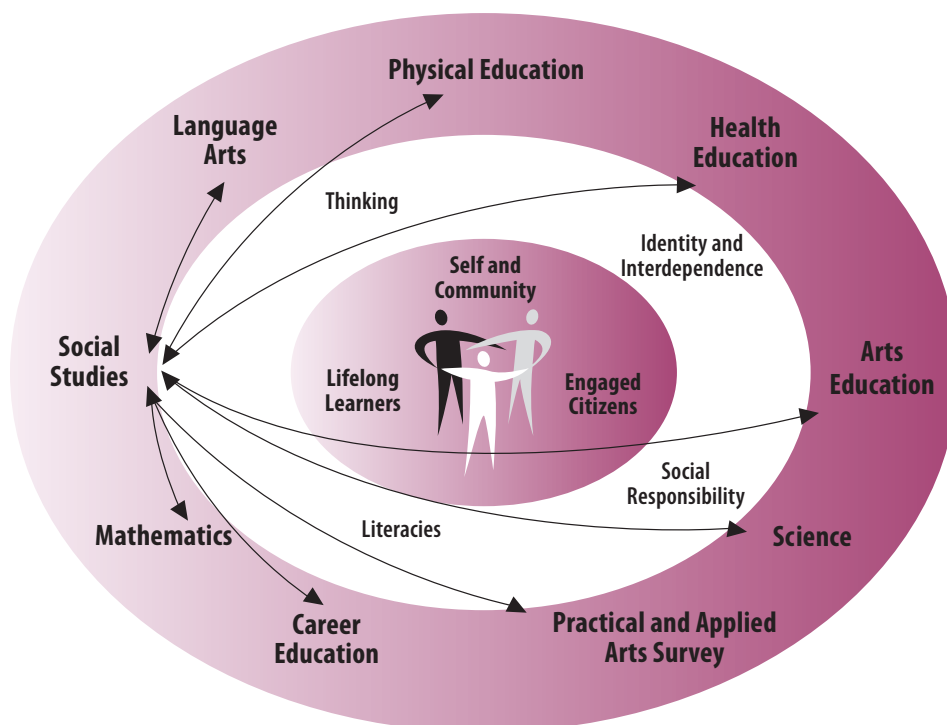 Physical Education
Language
Arts
Health
Education
Thinking
Identity and
Interdependence
Self and
Community
Social
Studies
Lifelong
Learners
Engaged
Citizens
Arts
Education
Social
Responsibility
Mathematics
Literacies
Science
Career
Education
Practical and Applied
Arts Survey